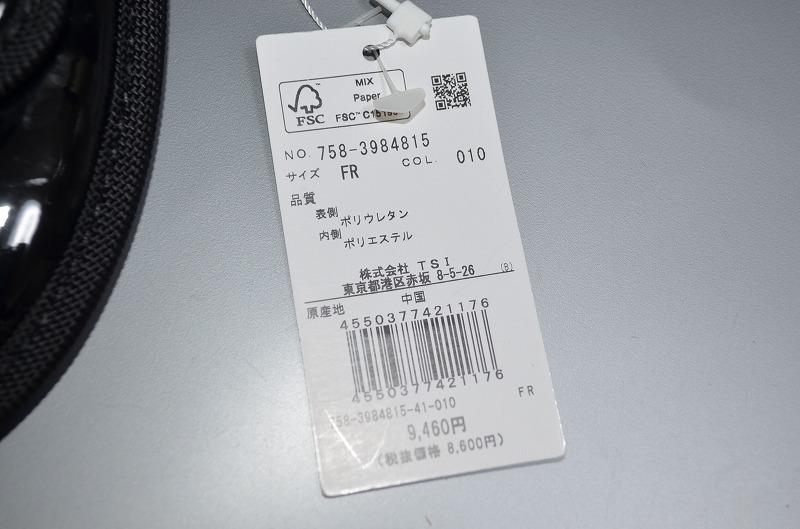 MIX
Paper
FSC
FSC™
NO. 758-3984815
サイズ FR COL. 010
品質
表側 ポリウレタン
内側 ポリエステル
株式会社 TSI
東京都港区赤坂 8-5-26 (B)
原産地 中国
4550377421176
4550377421176
FR
758-3984815-41-010
9,460円
(税抜価格 8,600円)